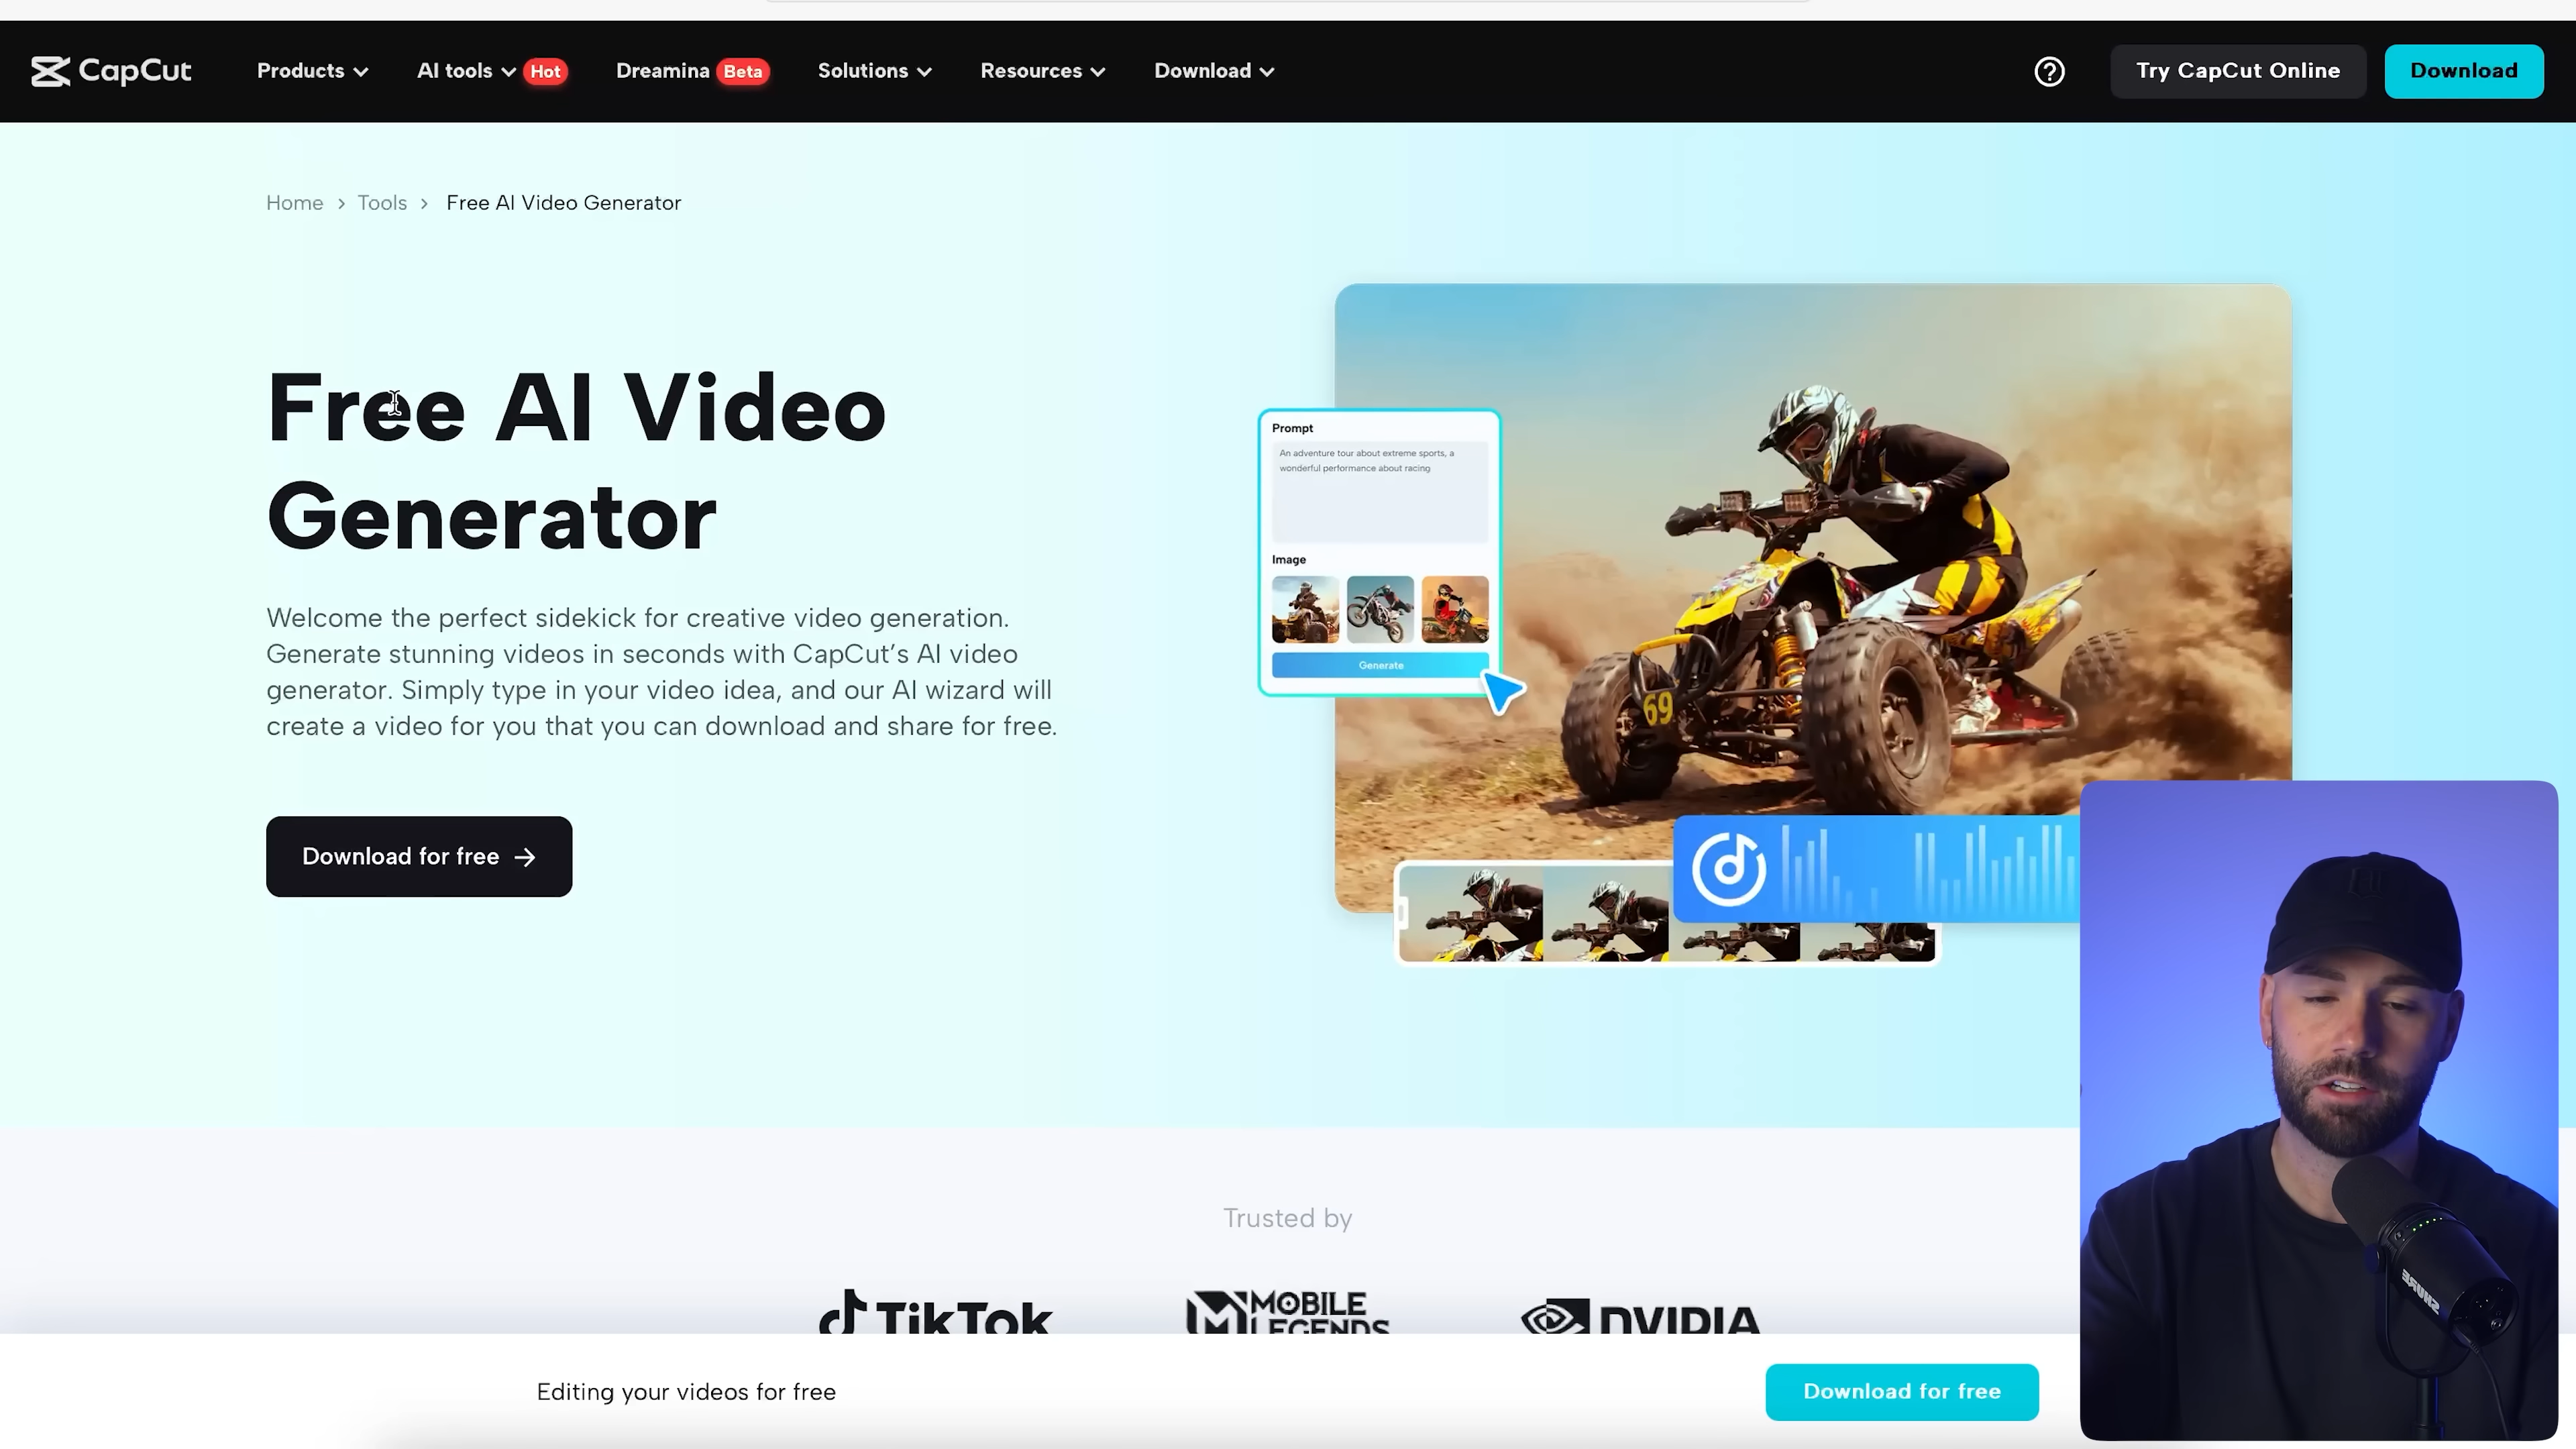 CapCut
Products
AI tools Hot
Dreamina Beta
Solutions
Resources
Download
Try CapCut Online
Download
Home > Tools > Free AI Video Generator
Free AI Video
Generator
Welcome the perfect sidekick for creative video generation.
Generate stunning videos in seconds with CapCut's AI video
generator. Simply type in your video idea, and our AI wizard will
create a video for you that you can download and share for free.
Download for free →
Prompt
An adventure tour about extreme sports, a
wonderful performance about racing
Image
Generate
69
Trusted by
TikTok
MOBILE
LEGENDS
NVIDIA
Editing your videos for free
Download for free
SHURE